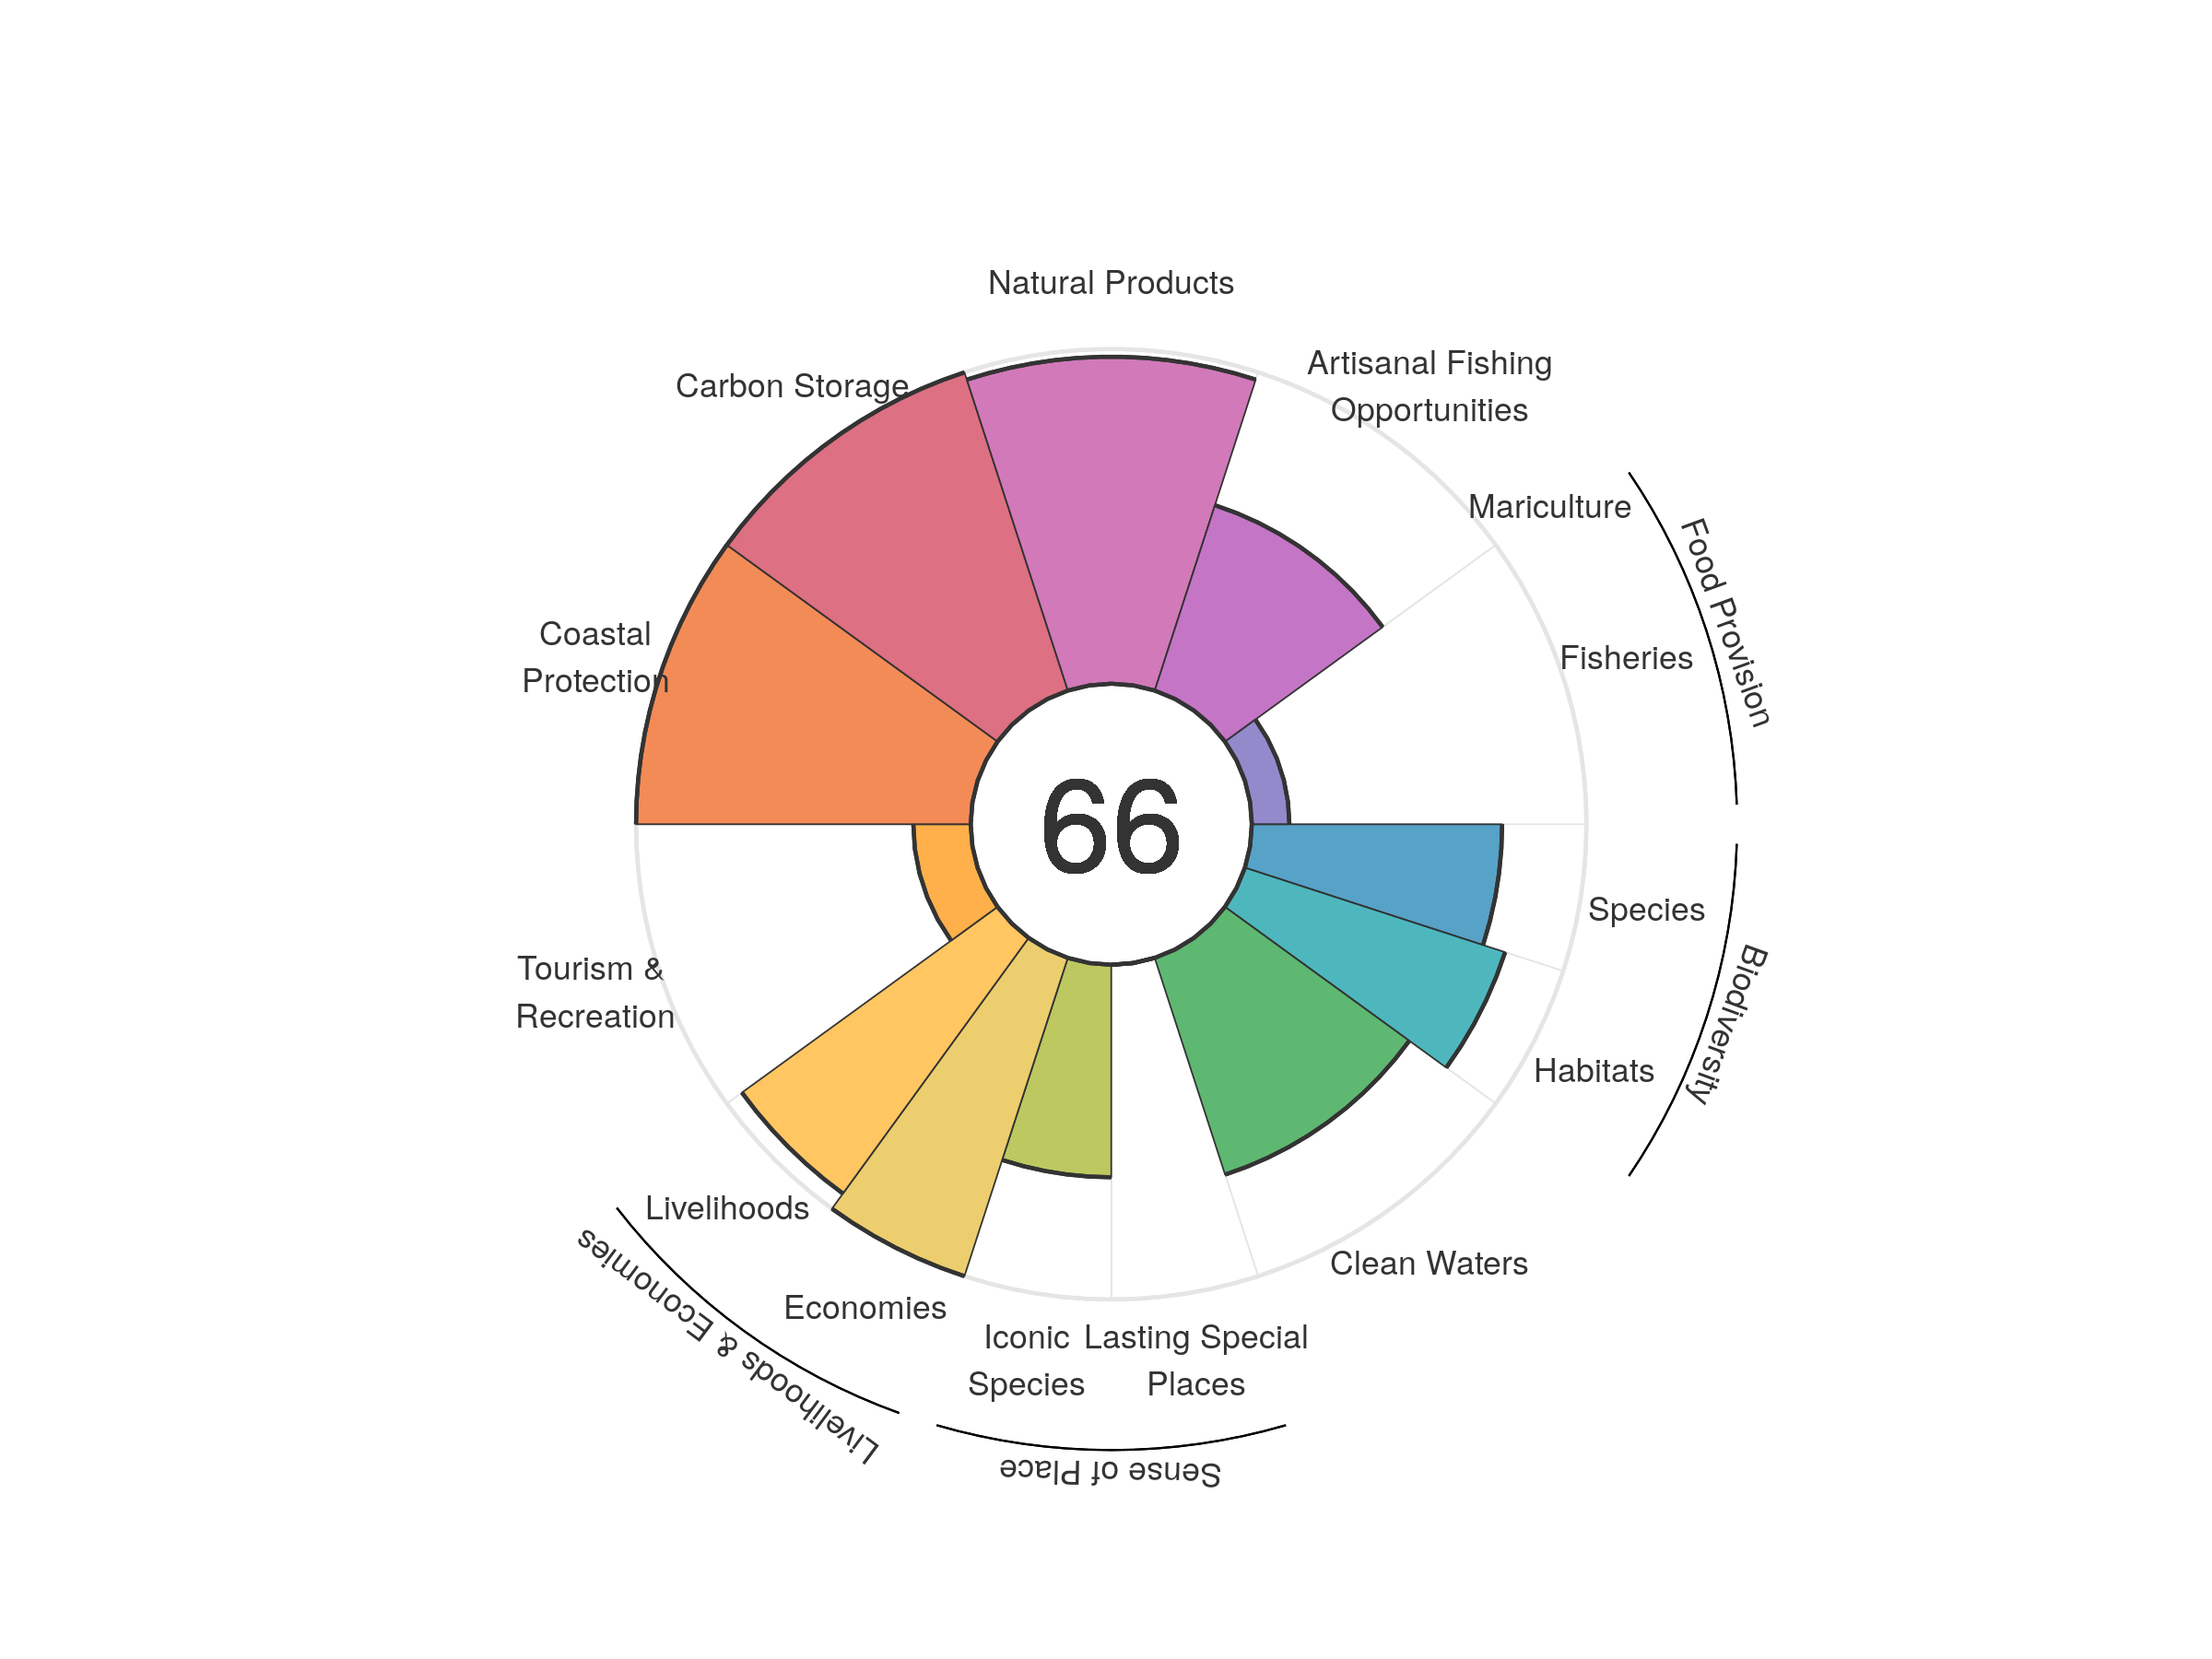 Natural Products
Artisanal Fishing
Opportunities
Carbon Storage
Mariculture
Food Provision
Fisheries
Coastal
Protection
66
Species
Biodiversity
Tourism &
Recreation
Habitats
Livelihoods
Clean Waters
Economies
Livelihoods & Economies
Iconic
Species
Lasting Special
Places
Sense of Place